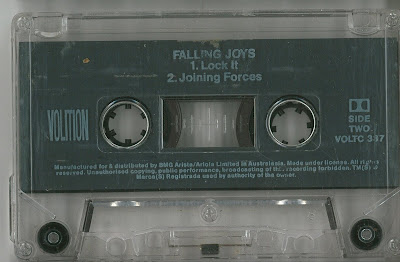 FALLING JOYS
1. Lock It
2. Joining Forces
VOLITION
SIDE
TWO
VOLTC 337
Manufactured for & distributed by BMG Arista/Ariola Limited in Australasia. Made under licence. All rights
reserved. Unauthorised copying, public performance, broadcasting of this recording forbidden. TM(S) &
Marca(S) Registrada used by authority of the owner.